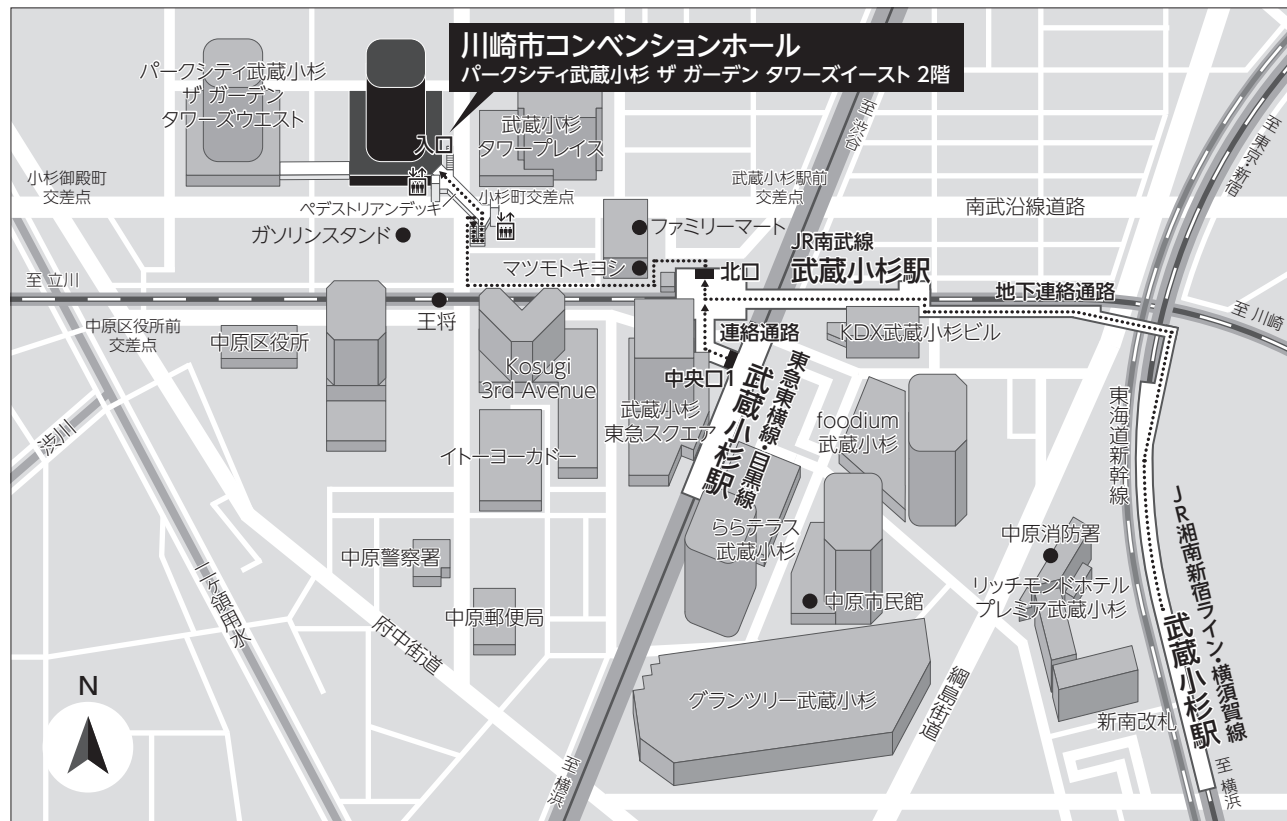 川崎市コンベンションホール
パークシティ武蔵小杉 ザ ガーデン タワーズイースト 2階
パークシティ武蔵小杉
ザ ガーデン
タワーズウエスト
入口
武蔵小杉
タワープレイス
至 渋谷
至 東京・新宿
小杉御殿町
交差点
ペデストリアンデッキ
小杉町交差点
武蔵小杉駅前
交差点
南武沿線道路
ガソリンスタンド
ファミリーマート
マツモトキヨシ
北口
JR南武線
武蔵小杉駅
至 立川
地下連絡通路
至 川崎
中原区役所前
交差点
中原区役所
王将
Kosugi
3rd Avenue
連絡通路
中央口1
KDX武蔵小杉ビル
東急東横線・目黒線
武蔵小杉駅
武蔵小杉
東急スクエア
foodium
武蔵小杉
東海道新幹線
渋川
イトーヨーカドー
ららテラス
武蔵小杉
中原消防署
リッチモンドホテル
プレミア武蔵小杉
JR湘南新宿ライン・横須賀線
武蔵小杉駅
中原警察署
中原郵便局
中原市民館
二ヶ領用水
府中街道
グランツリー武蔵小杉
綱島街道
新南改札
N
至 横浜
至 横浜